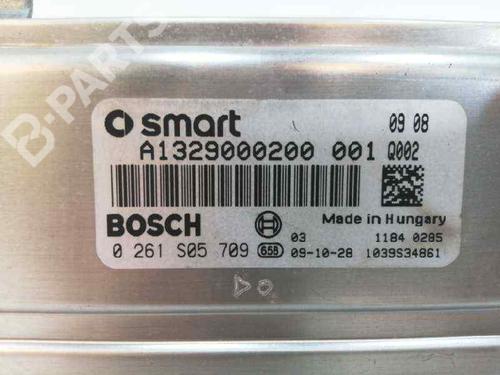 B-PARTS
smart 09 08
A1329000200 001 Q002
BOSCH Made in Hungary
0 261 S05 709 65B 03 1184 0285
09-10-28 1039S34861